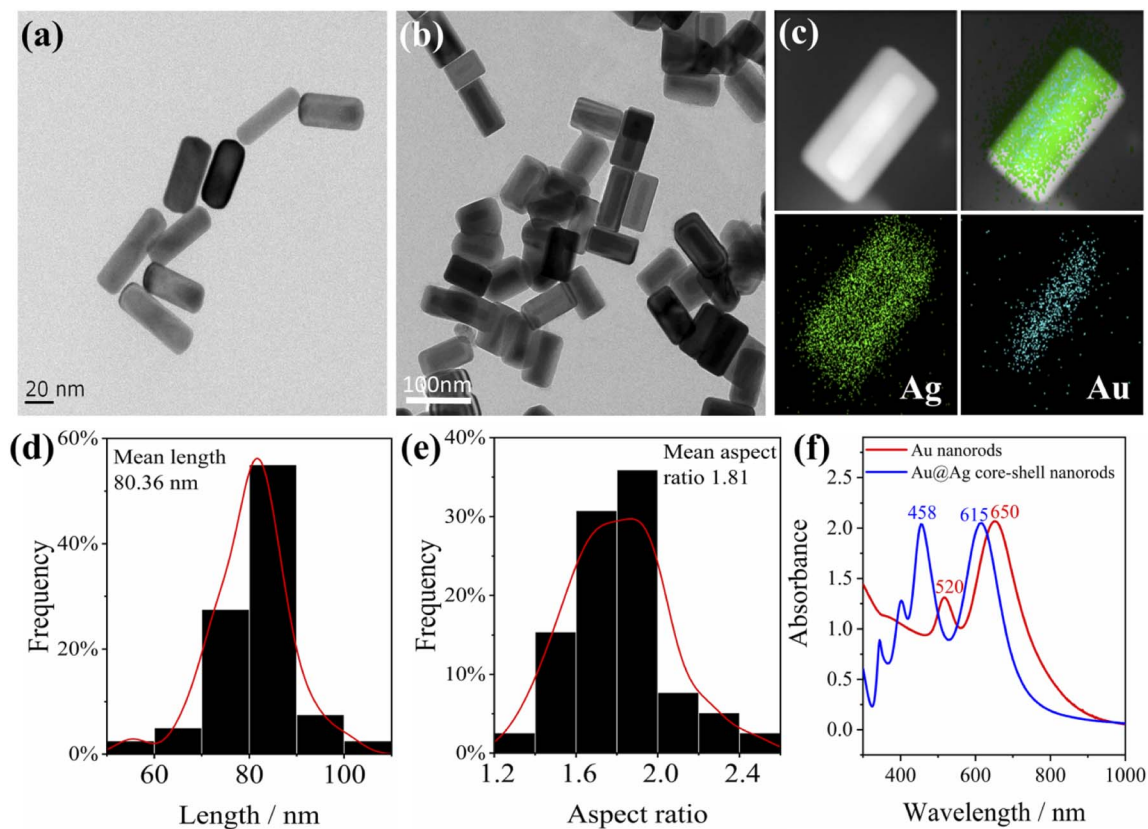 (a)
20 nm
(b)
100nm
(c)
Ag
Au
(d)
Mean length
80.36 nm
60%
40%
20%
0%
60
80
100
Frequency
Length / nm
(e)
Mean aspect
ratio 1.81
40%
30%
20%
10%
0%
1.2
1.6
2.0
2.4
Frequency
Aspect ratio
(f)
Au nanorods
Au@Ag core-shell nanorods
458
615
650
520
2.5
2.0
1.5
1.0
0.5
0.0
400
600
800
1000
Absorbance
Wavelength / nm